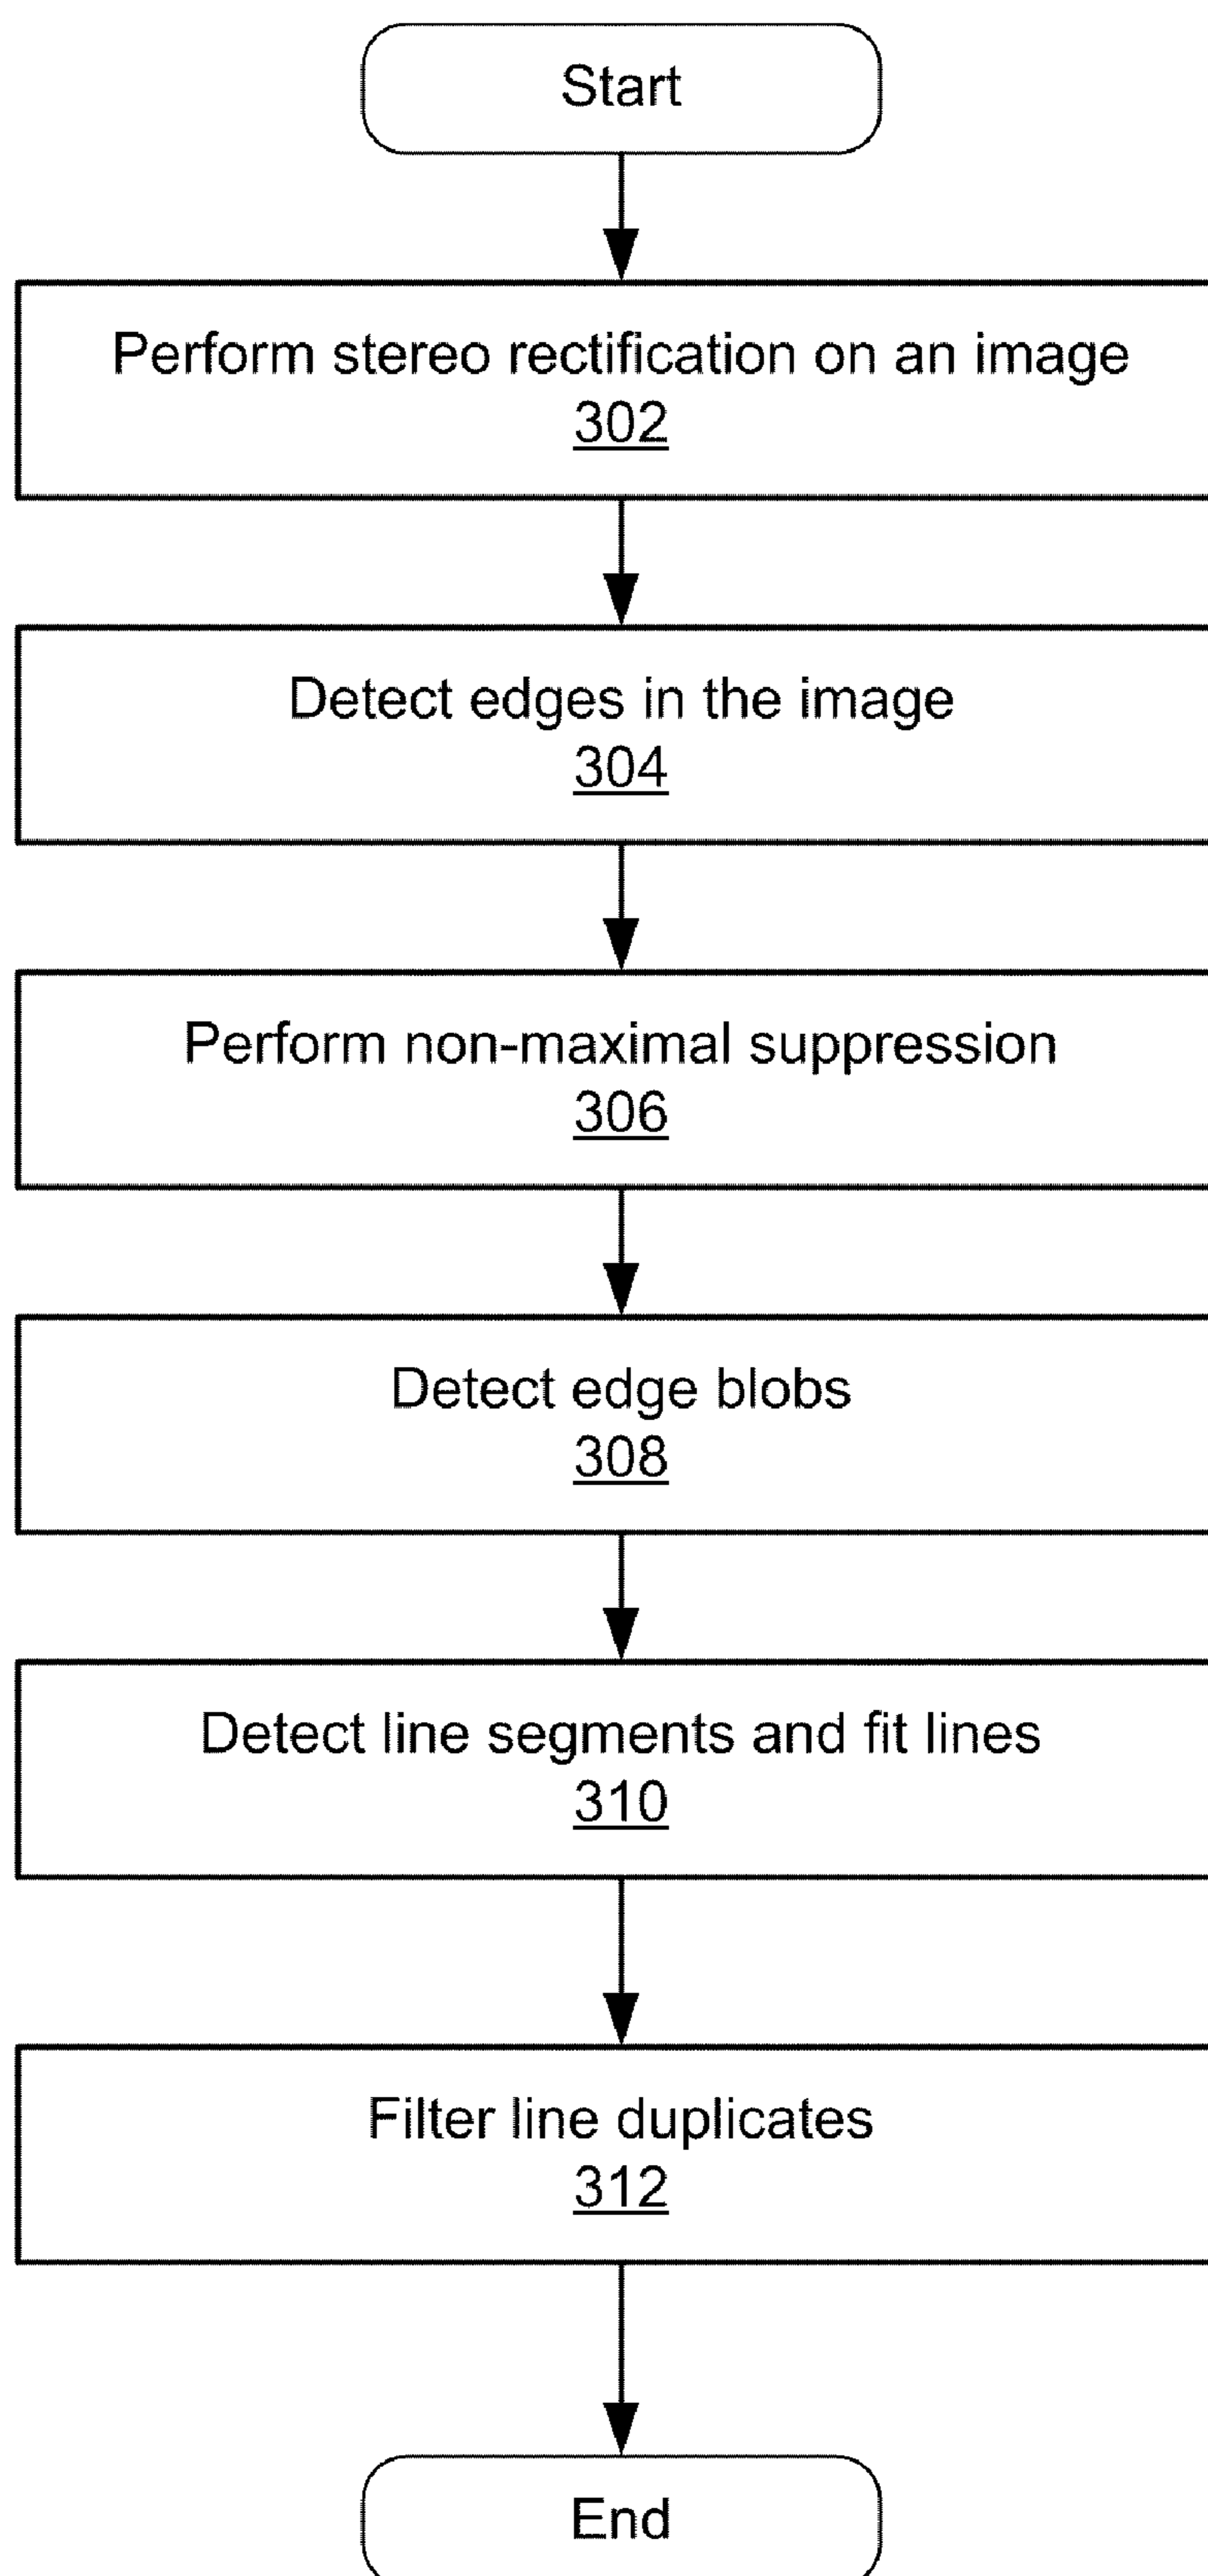 Start
Perform stereo rectification on an image
302
Detect edges in the image
304
Perform non-maximal suppression
306
Detect edge blobs
308
Detect line segments and fit lines
310
Filter line duplicates
312
End